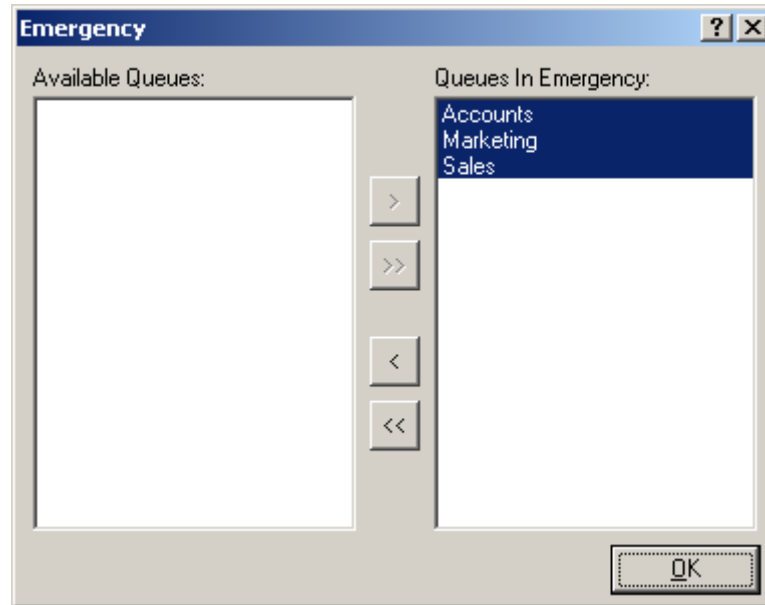 Emergency
Available Queues:
Queues In Emergency:
Accounts
Marketing
Sales
>
>>
<
<<
OK